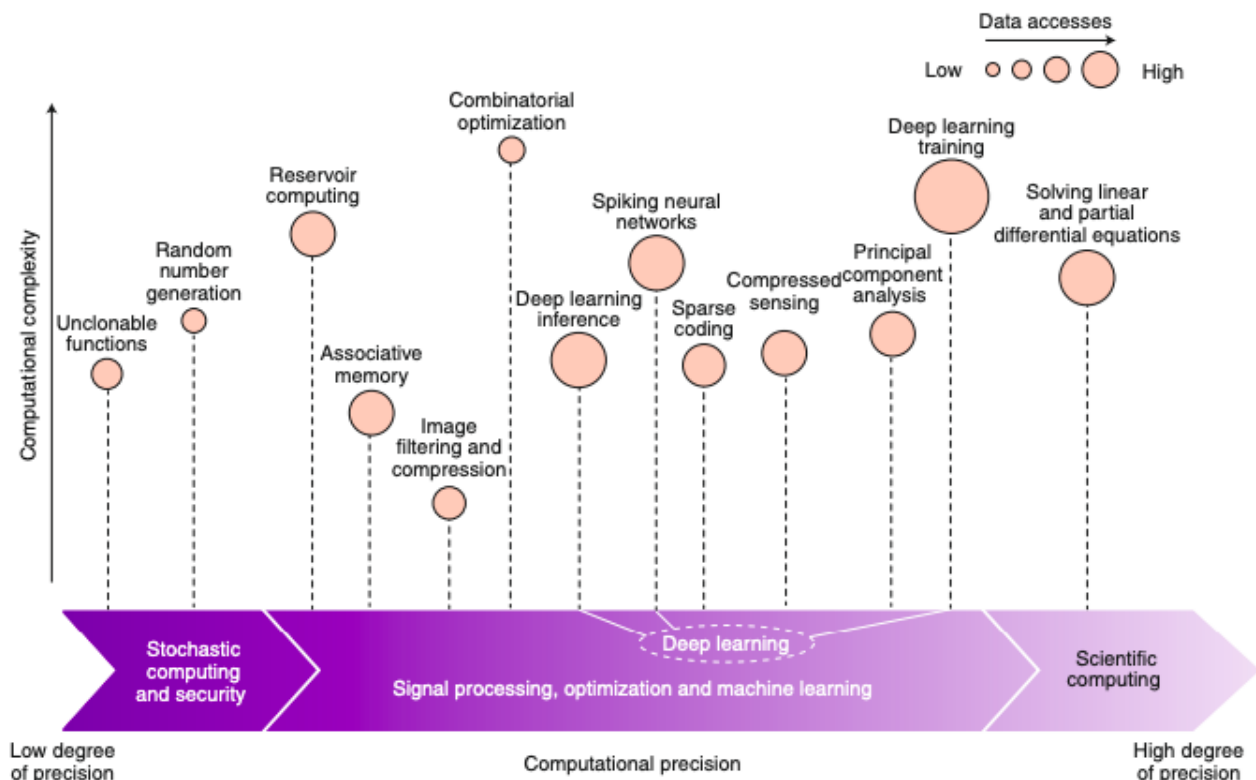 Data accesses
Low
High
Combinatorial
optimization
Deep learning
training
Reservoir
computing
Spiking neural
networks
Solving linear
and partial
differential equations
Random
number
generation
Principal
component
analysis
Compressed
sensing
Deep learning
inference
Sparse
coding
Unclonable
functions
Associative
memory
Image
filtering and
compression
Computational complexity
Deep learning
Stochastic
computing
and security
Signal processing, optimization and machine learning
Scientific
computing
Low degree
of precision
Computational precision
High degree
of precision